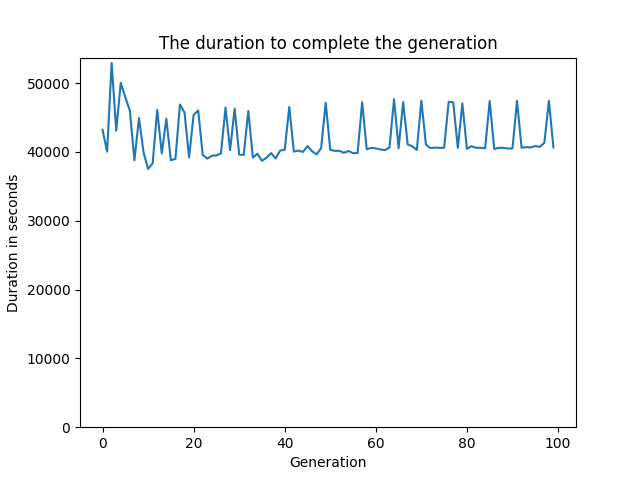 The duration to complete the generation
50000
40000
30000
20000
10000
0
Duration in seconds
0 20 40 60 80 100
Generation